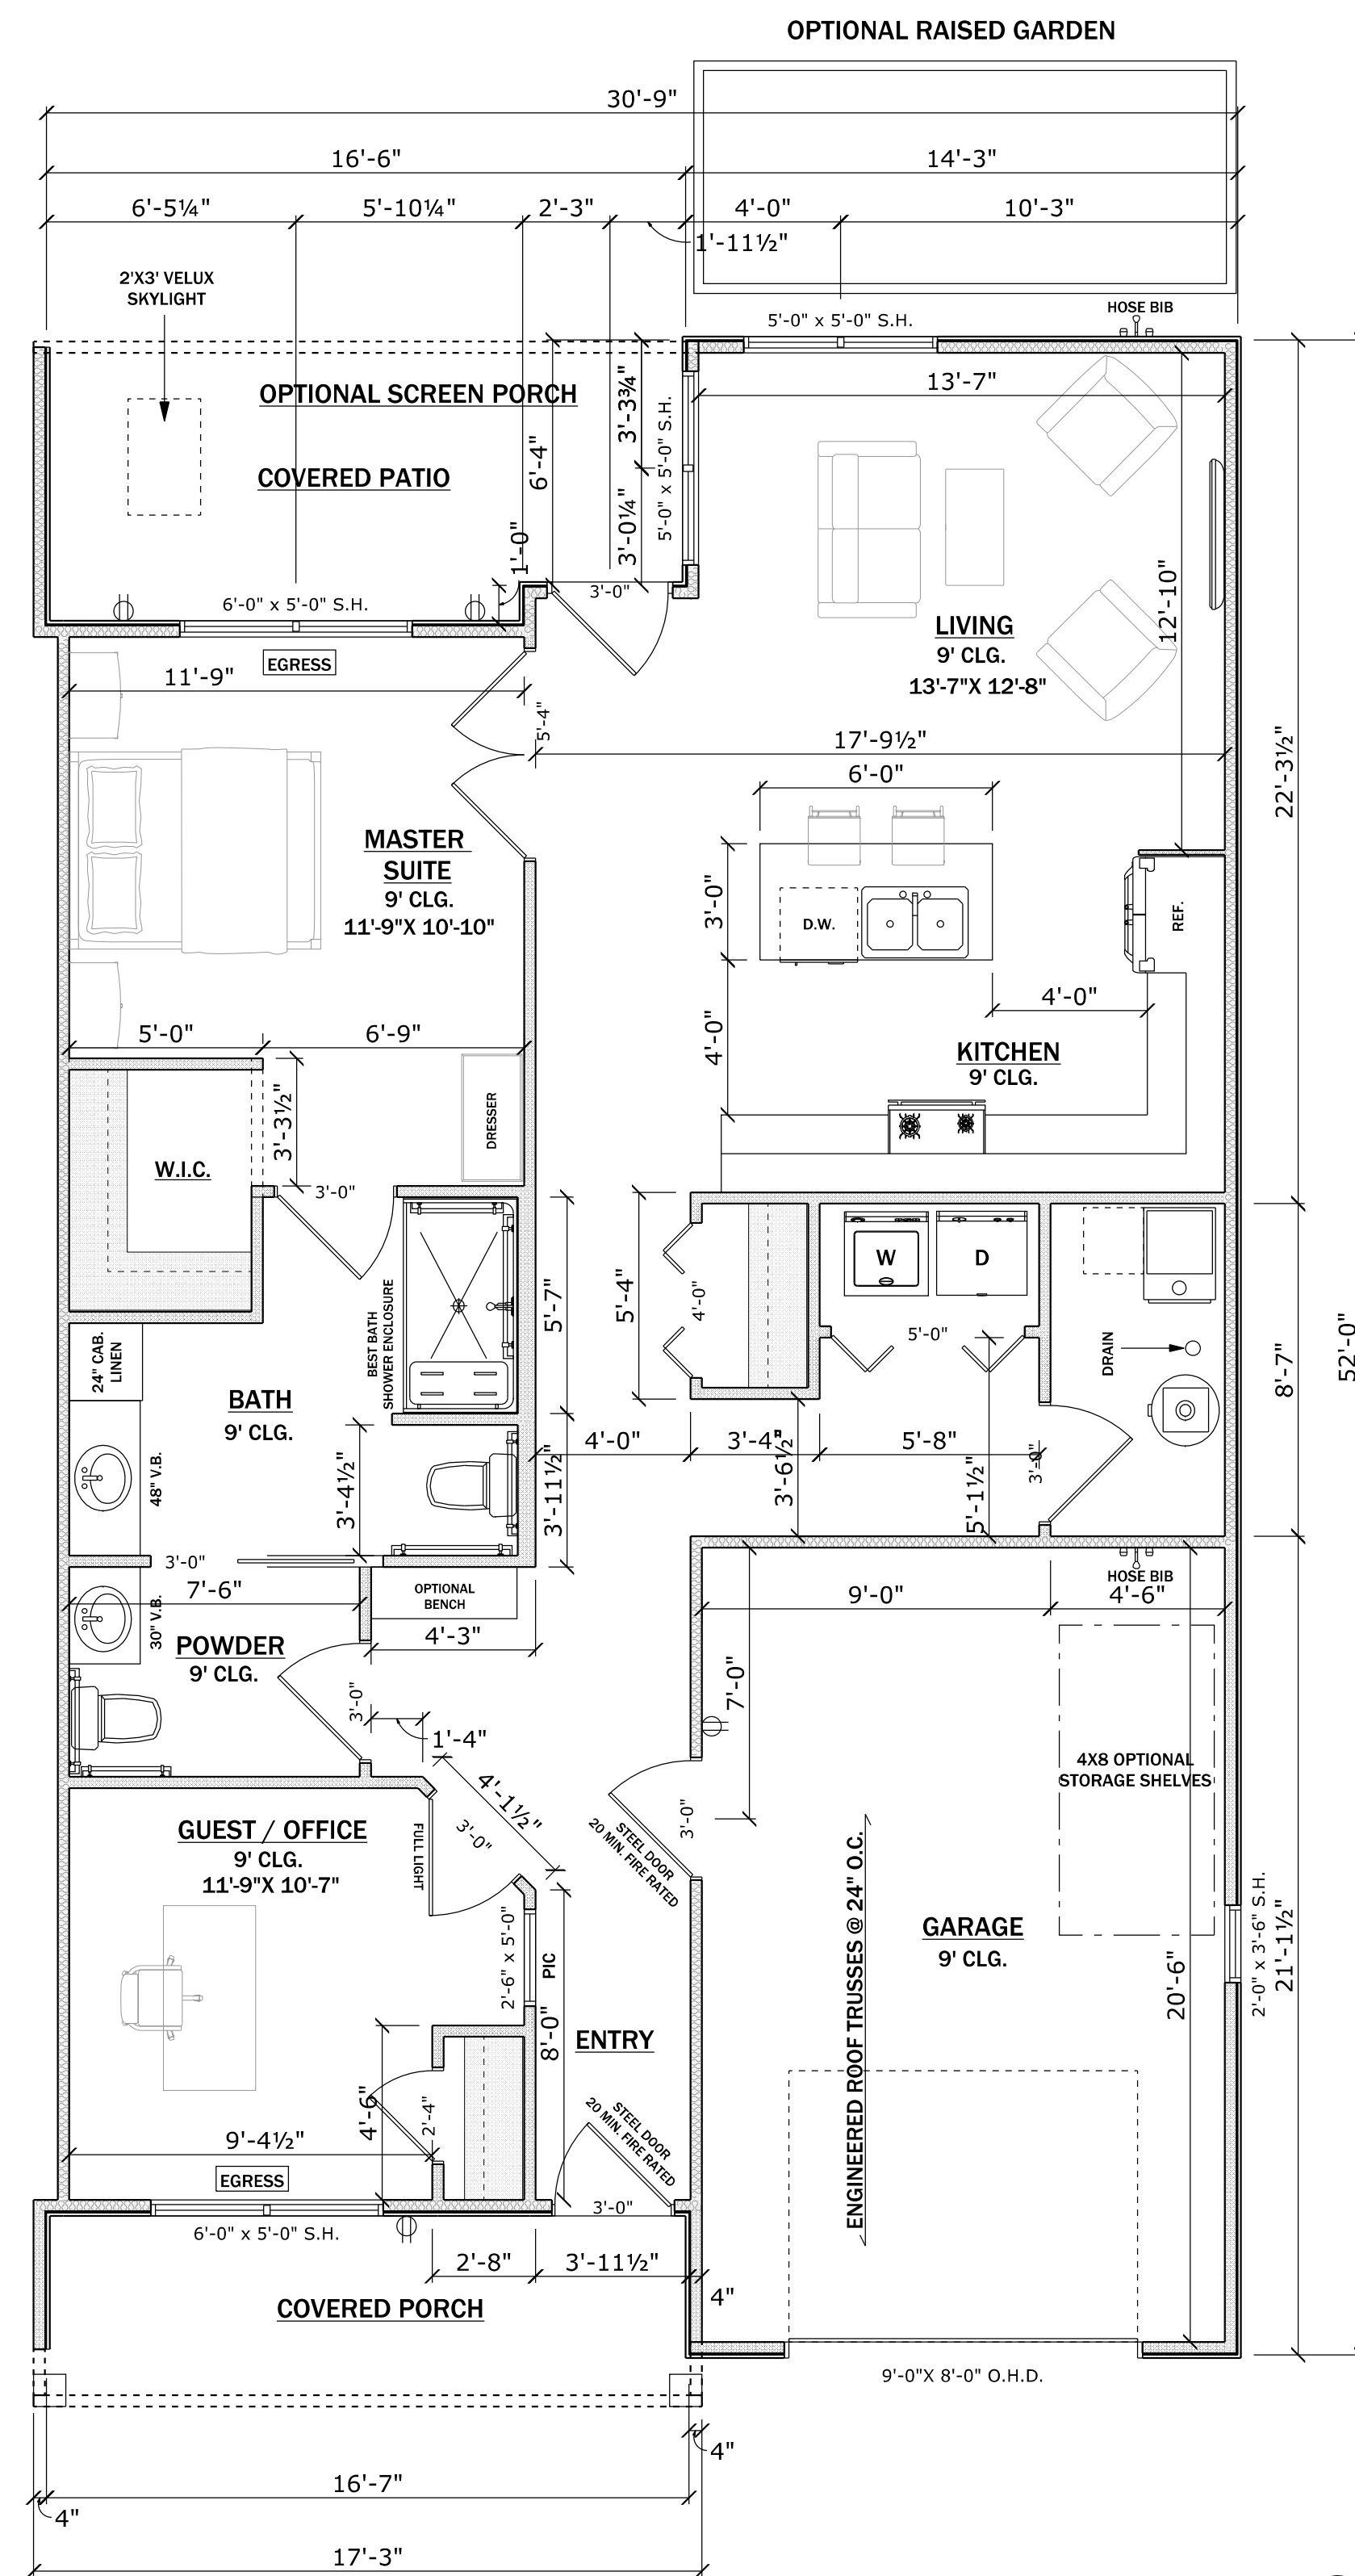 OPTIONAL RAISED GARDEN
30'-9"
16'-6"
14'-3"
6'-5¼"
5'-10¼"
2'-3"
4'-0"
10'-3"
1'-11½"
2'X3' VELUX
SKYLIGHT
HOSE BIB
5'-0" x 5'-0" S.H.
OPTIONAL SCREEN PORCH
COVERED PATIO
6'-4"
3'-3¾"
3'-0¼"
5'-0" x 5'-0" S.H.
13'-7"
1'-0"
6'-0" x 5'-0" S.H.
3'-0"
12'-10"
LIVING
9' CLG.
13'-7"X 12'-8"
EGRESS
11'-9"
5'-4"
17'-9½"
22'-3½"
6'-0"
MASTER
SUITE
9' CLG.
11'-9"X 10'-10"
3'-0"
D.W.
REF.
4'-0"
4'-0"
KITCHEN
9' CLG.
5'-0"
6'-9"
3'-3½"
DRESSER
W.I.C.
3'-0"
BEST BATH
SHOWER ENCLOSURE
5'-7"
5'-4"
4'-0"
W
D
5'-0"
DRAIN
8'-7"
52'-0"
24" CAB.
LINEN
BATH
9' CLG.
48" V.B.
3'-4½"
3'-11½"
4'-0"
3'-4"
3'-6½"
5'-8"
5'-1½"
3'-0"
3'-0"
7'-6"
30" V.B.
OPTIONAL
BENCH
4'-3"
POWDER
9' CLG.
3'-0"
1'-4"
HOSE BIB
9'-0"
4'-6"
7'-0"
4X8 OPTIONAL
STORAGE SHELVES
4'-1½"
3'-0"
FULL LIGHT
3'-0"
STEEL DOOR
20 MIN. FIRE RATED
GUEST / OFFICE
9' CLG.
11'-9"X 10'-7"
2'-6" x 5'-0"
PIC
8'-0"
ENTRY
ENGINEERED ROOF TRUSSES @ 24" O.C.
GARAGE
9' CLG.
20'-6"
2'-0" x 3'-6" S.H.
21'-1½"
4'-6"
2'-4"
STEEL DOOR
20 MIN. FIRE RATED
9'-4½"
EGRESS
3'-0"
6'-0" x 5'-0" S.H.
2'-8"
3'-11½"
4"
COVERED PORCH
9'-0"X 8'-0" O.H.D.
4"
16'-7"
4"
17'-3"